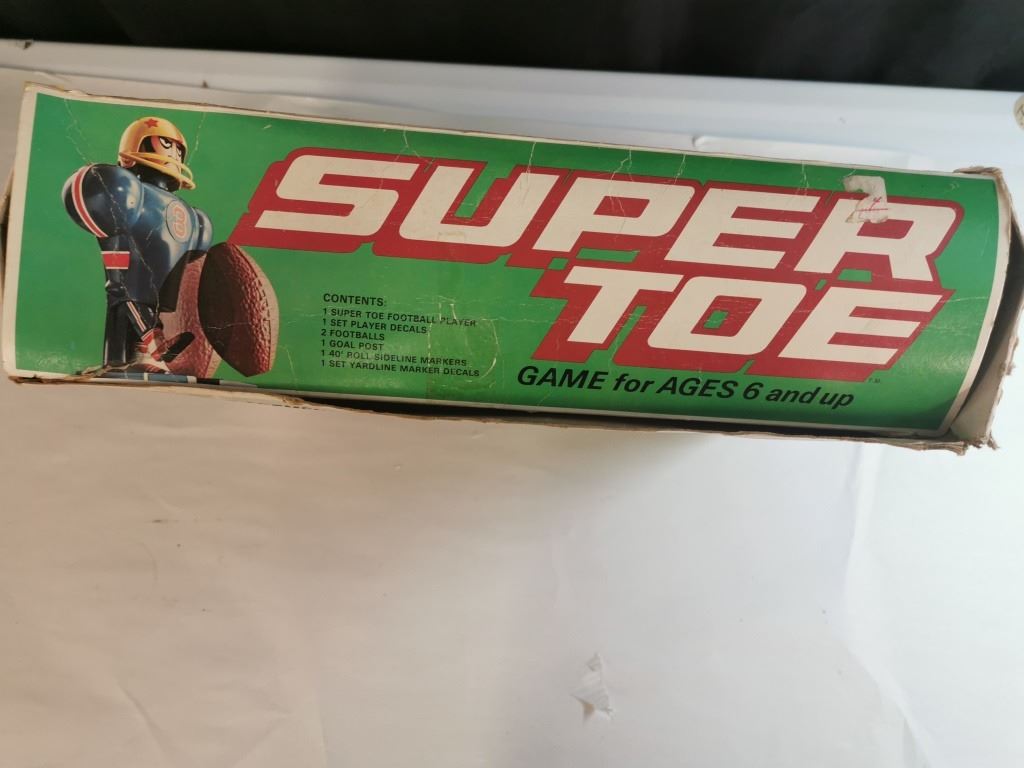 SUPER
TOE
T.M.
CONTENTS:
1 SUPER TOE FOOTBALL PLAYER
1 SET PLAYER DECALS
2 FOOTBALLS
1 GOAL POST
1 40' ROLL SIDELINE MARKERS
1 SET YARDLINE MARKER DECALS
GAME for AGES 6 and up